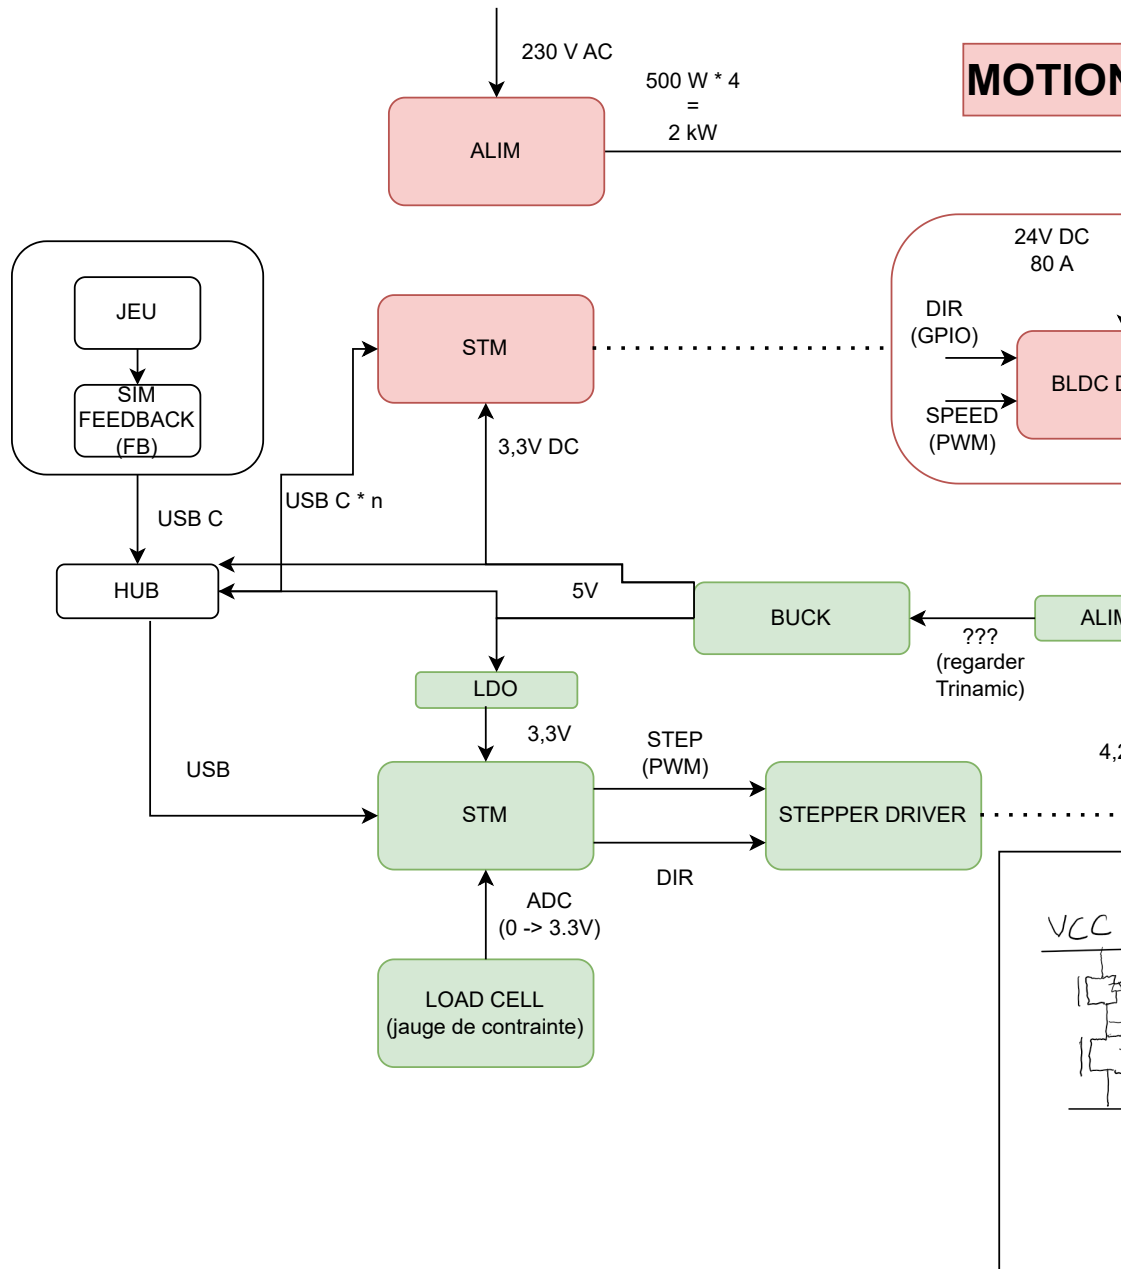 230 V AC
500 W * 4
=
2 kW
MOTION
ALIM
24V DC
80 A
JEU
STM
DIR
(GPIO)
SIM
FEEDBACK
(FB)
BLDC D
SPEED
(PWM)
3,3V DC
USB C * n
USB C
HUB
5V
BUCK
ALIM
???
(regarder
Trinamic)
LDO
3,3V
STEP
(PWM)
4,2
USB
STM
STEPPER DRIVER
DIR
ADC
(0 -> 3.3V)
VCC
LOAD CELL
(jauge de contrainte)